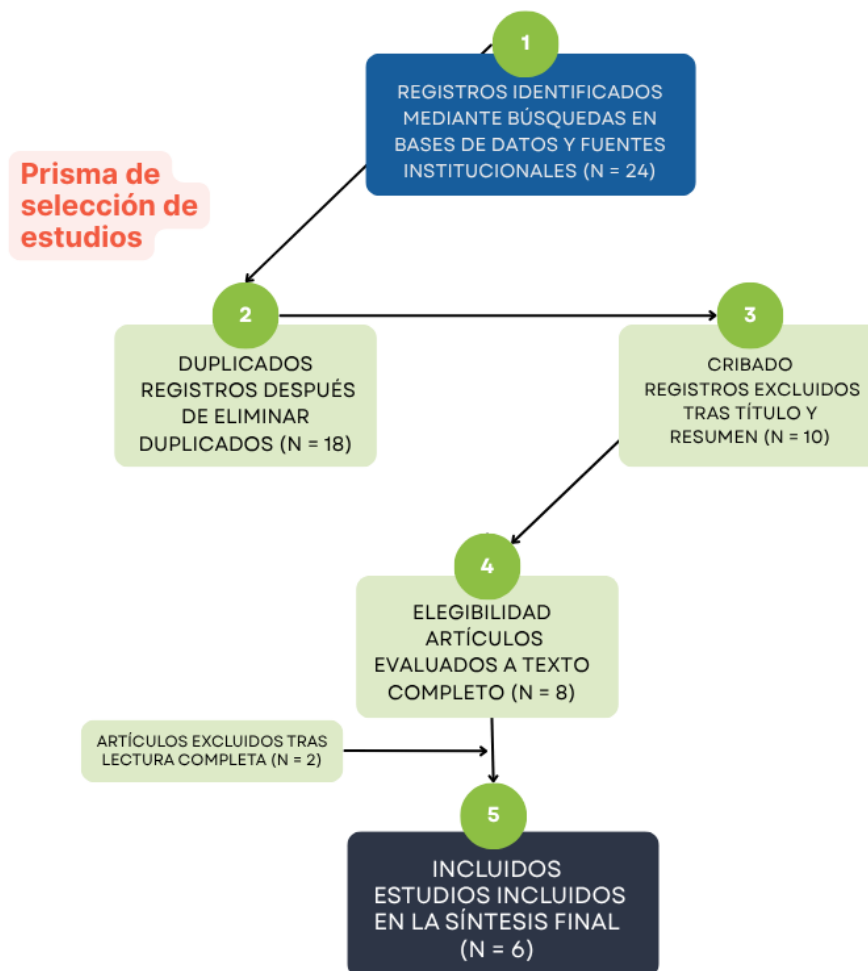 1
REGISTROS IDENTIFICADOS
MEDIANTE BÚSQUEDAS EN
BASES DE DATOS Y FUENTES
INSTITUCIONALES (N = 24)
Prisma de
selección de
estudios
2
DUPLICADOS
REGISTROS DESPUÉS
DE ELIMINAR
DUPLICADOS (N = 18)
3
CRIBADO
REGISTROS EXCLUIDOS
TRAS TÍTULO Y
RESUMEN (N = 10)
4
ELEGIBILIDAD
ARTÍCULOS
EVALUADOS A TEXTO
COMPLETO (N = 8)
ARTÍCULOS EXCLUIDOS TRAS
LECTURA COMPLETA (N = 2)
5
INCLUIDOS
ESTUDIOS INCLUIDOS
EN LA SÍNTESIS FINAL
(N = 6)